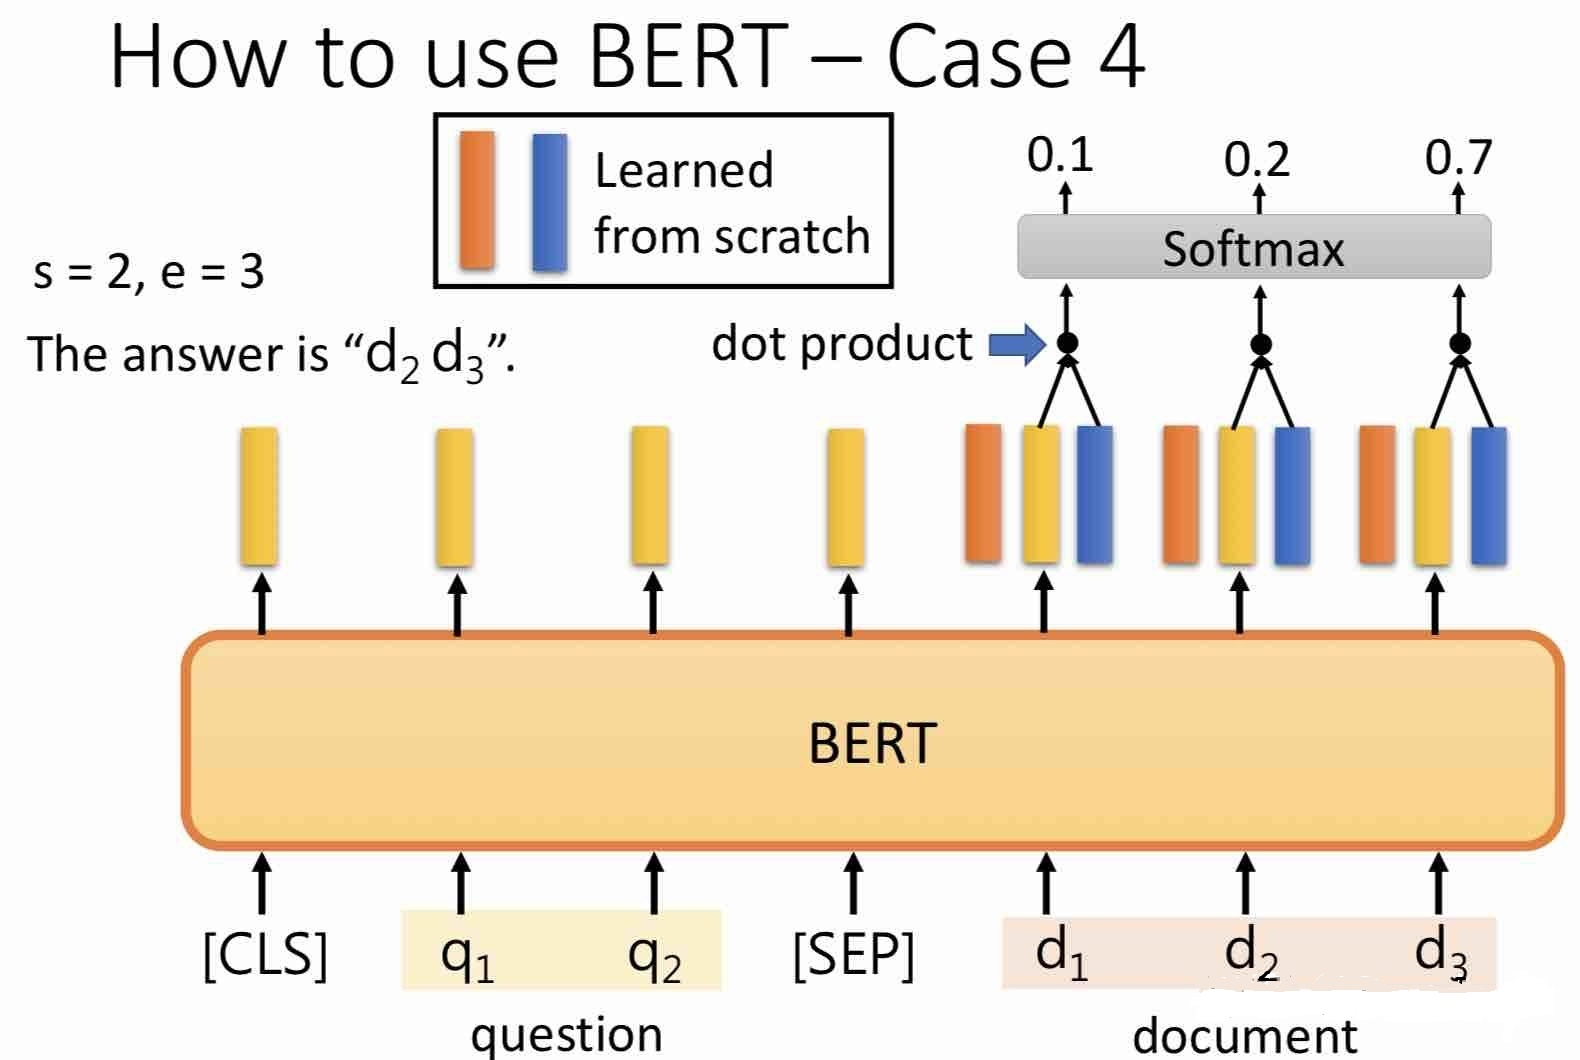 How to use BERT – Case 4
Learned
from scratch
0.1 0.2 0.7
Softmax
s = 2, e = 3
dot product
The answer is “d₂ d₃”.
BERT
[CLS] q₁ q₂ [SEP] d₁ d₂ d₃
question document